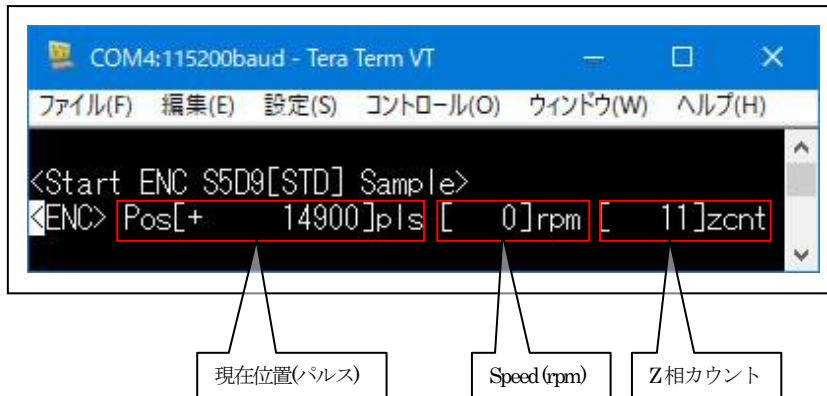 COM4:115200baud - Tera Term VT
ファイル(F) 編集(E) 設定(S) コントロール(O) ウィンドウ(W) ヘルプ(H)
<Start ENC S5D9[STD] Sample>
<ENC> Pos[+ 14900]pls [ 0]rpm [ 11]zcnt
現在位置(パルス) Speed(rpm) Z相カウント